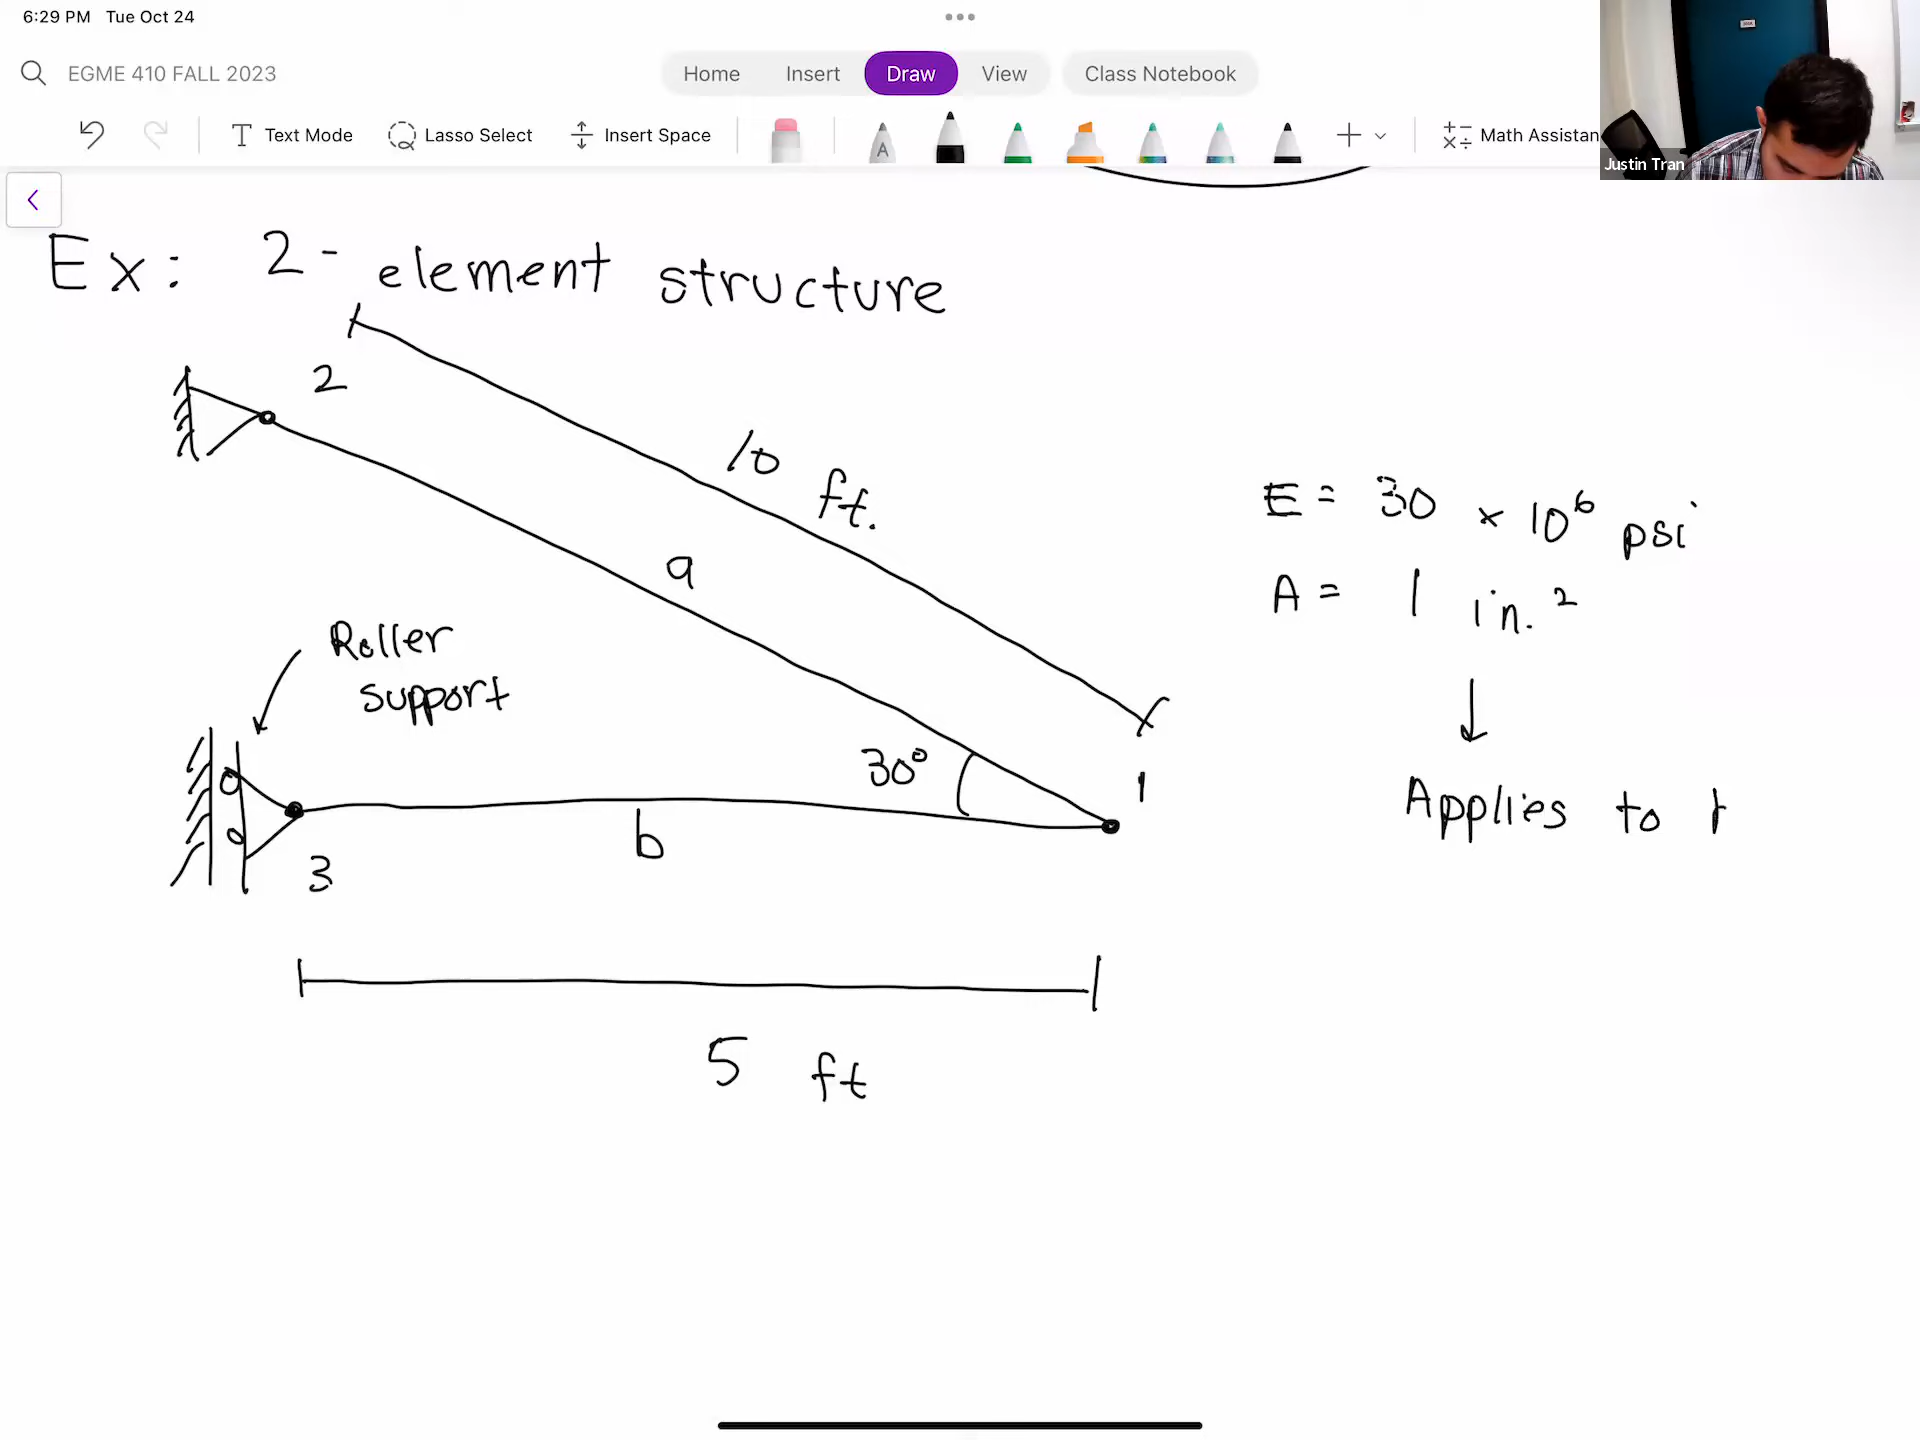 6:29 PM Tue Oct 24
EGME 410 FALL 2023
Home Insert Draw View Class Notebook
Text Mode Lasso Select Insert Space A Math Assistan
Justin Tran
Ex: 2-element structure
2
10 ft.
a
E = 30 × 10⁶ psi
A = 1 in.²
Roller
support
30°
1
Applies to
b
3
5 ft